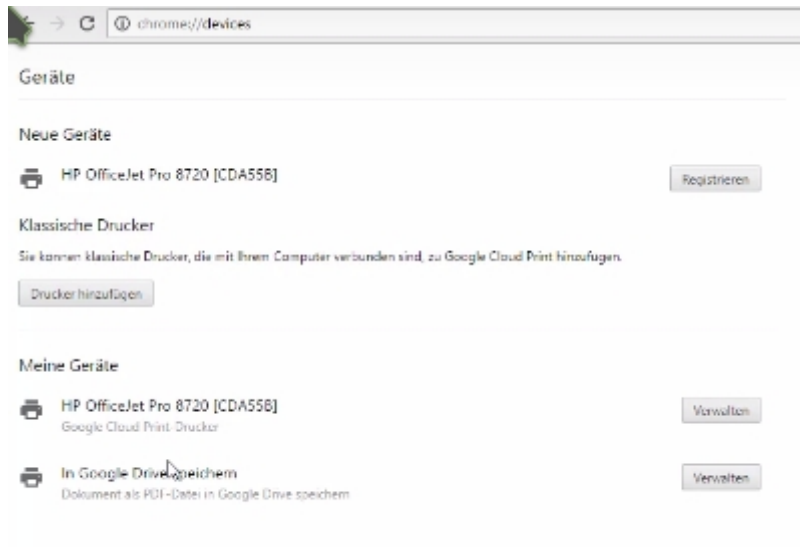 chrome://devices
Geräte
Neue Geräte
HP OfficeJet Pro 8720 [CDA55B]
Registrieren
Klassische Drucker
Sie können klassische Drucker, die mit Ihrem Computer verbunden sind, zu Google Cloud Print hinzufügen.
Drucker hinzufügen
Meine Geräte
HP OfficeJet Pro 8720 [CDA55B]
Verwalten
Google Cloud Print-Drucker
In Google Drive speichern
Verwalten
Dokument als PDF-Datei in Google Drive speichern